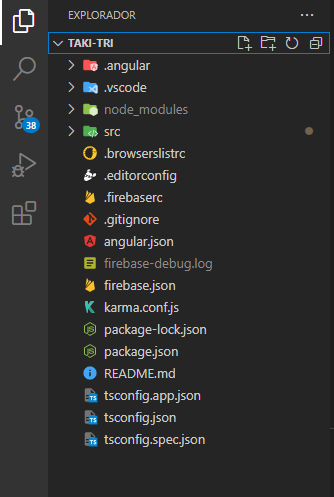 EXPLORADOR
TAKI-TRI
.angular
.vscode
node_modules
src
.browserslistrc
.editorconfig
.firebaserc
.gitignore
angular.json
firebase-debug.log
firebase.json
karma.conf.js
package-lock.json
package.json
README.md
tsconfig.app.json
tsconfig.json
tsconfig.spec.json
38